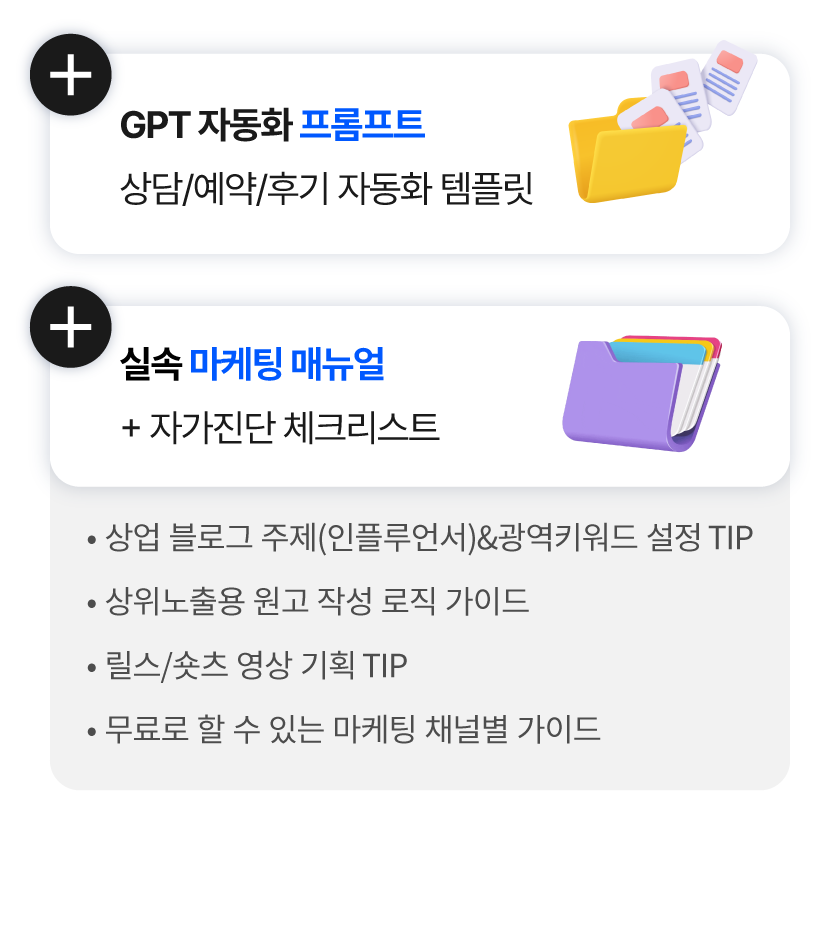 GPT 자동화 프롬프트
상담/예약/후기 자동화 템플릿
실속 마케팅 매뉴얼
+ 자가진단 체크리스트
• 상업 블로그 주제(인플루언서)&광역키워드 설정 TIP
• 상위노출용 원고 작성 로직 가이드
• 릴스/숏츠 영상 기획 TIP
• 무료로 할 수 있는 마케팅 채널별 가이드